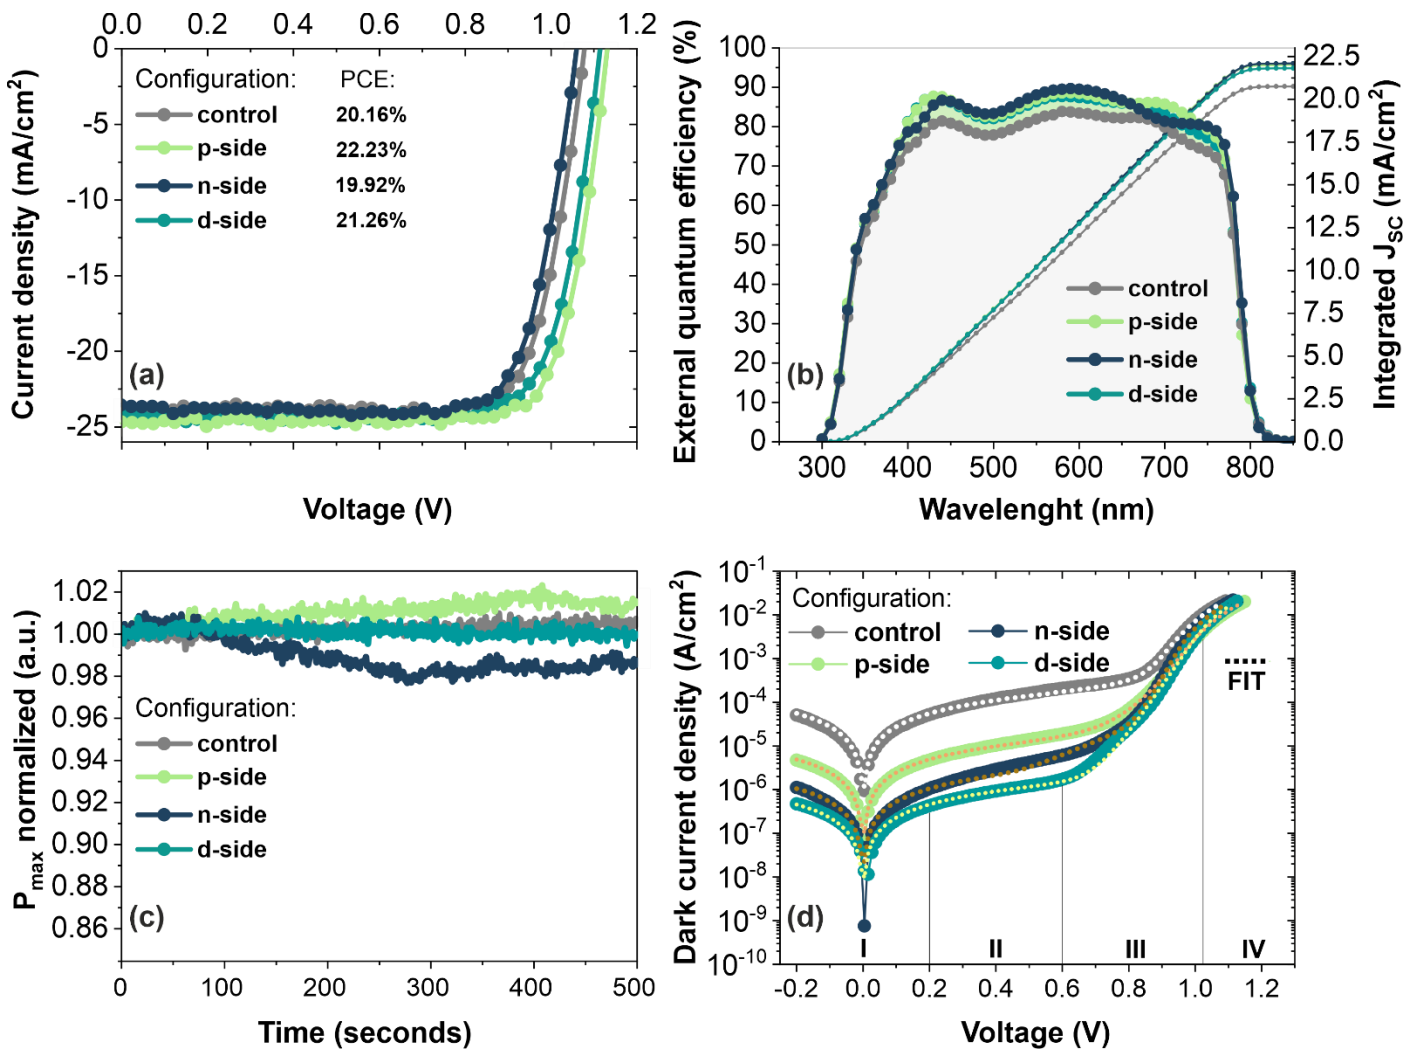 0.0 0.2 0.4 0.6 0.8 1.0 1.2
0
-5
-10
-15
-20
-25
Current density (mA/cm²)
Configuration: PCE:
control 20.16%
p-side 22.23%
n-side 19.92%
d-side 21.26%
(a)
Voltage (V)
100
90
80
70
60
50
40
30
20
10
0
External quantum efficiency (%)
22.5
20.0
17.5
15.0
12.5
10.0
7.5
5.0
2.5
0.0
Integrated J_SC (mA/cm²)
control
p-side
n-side
d-side
(b)
300 400 500 600 700 800
Wavelenght (nm)
1.02
1.00
0.98
0.96
0.94
0.92
0.90
0.88
0.86
P_max normalized (a.u.)
Configuration:
control
p-side
n-side
d-side
(c)
0 100 200 300 400 500
Time (seconds)
10⁻¹
10⁻²
10⁻³
10⁻⁴
10⁻⁵
10⁻⁶
10⁻⁷
10⁻⁸
10⁻⁹
10⁻¹⁰
Dark current density (A/cm²)
Configuration:
control n-side
p-side d-side
FIT
(d)
I II III IV
-0.2 0.0 0.2 0.4 0.6 0.8 1.0 1.2
Voltage (V)